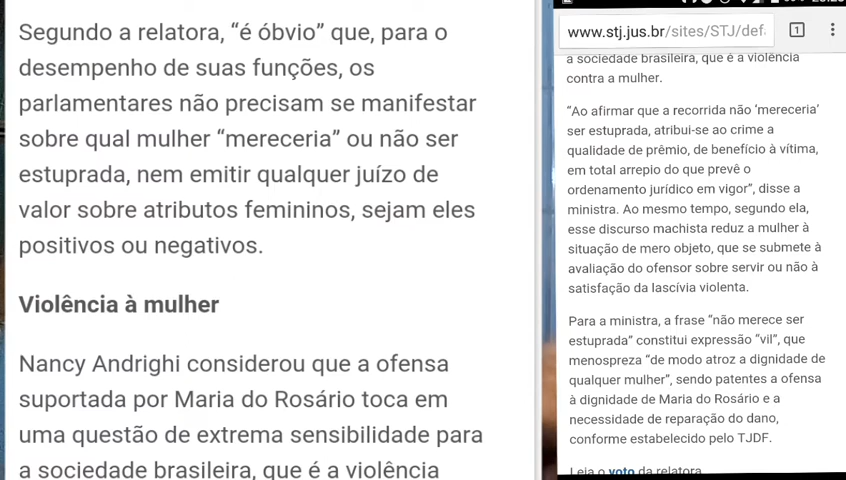 Segundo a relatora, “é óbvio” que, para o
desempenho de suas funções, os
parlamentares não precisam se manifestar
sobre qual mulher “mereceria” ou não ser
estuprada, nem emitir qualquer juízo de
valor sobre atributos femininos, sejam eles
positivos ou negativos.
Violência à mulher
Nancy Andrighi considerou que a ofensa
suportada por Maria do Rosário toca em
uma questão de extrema sensibilidade para
a sociedade brasileira, que é a violência
www.stj.jus.br/sites/STJ/def
1
a sociedade brasileira, que é a violência
contra a mulher.
“Ao afirmar que a recorrida não ‘mereceria’
ser estuprada, atribui-se ao crime a
qualidade de prêmio, de benefício à vítima,
em total arrepio do que prevê o
ordenamento jurídico em vigor”, disse a
ministra. Ao mesmo tempo, segundo ela,
esse discurso machista reduz a mulher à
situação de mero objeto, que se submete à
avaliação do ofensor sobre servir ou não à
satisfação da lascívia violenta.
Para a ministra, a frase “não merece ser
estuprada” constitui expressão “vil”, que
menospreza “de modo atroz a dignidade de
qualquer mulher”, sendo patentes a ofensa
à dignidade de Maria do Rosário e a
necessidade de reparação do dano,
conforme estabelecido pelo TJDF.
Leia o voto da relatora